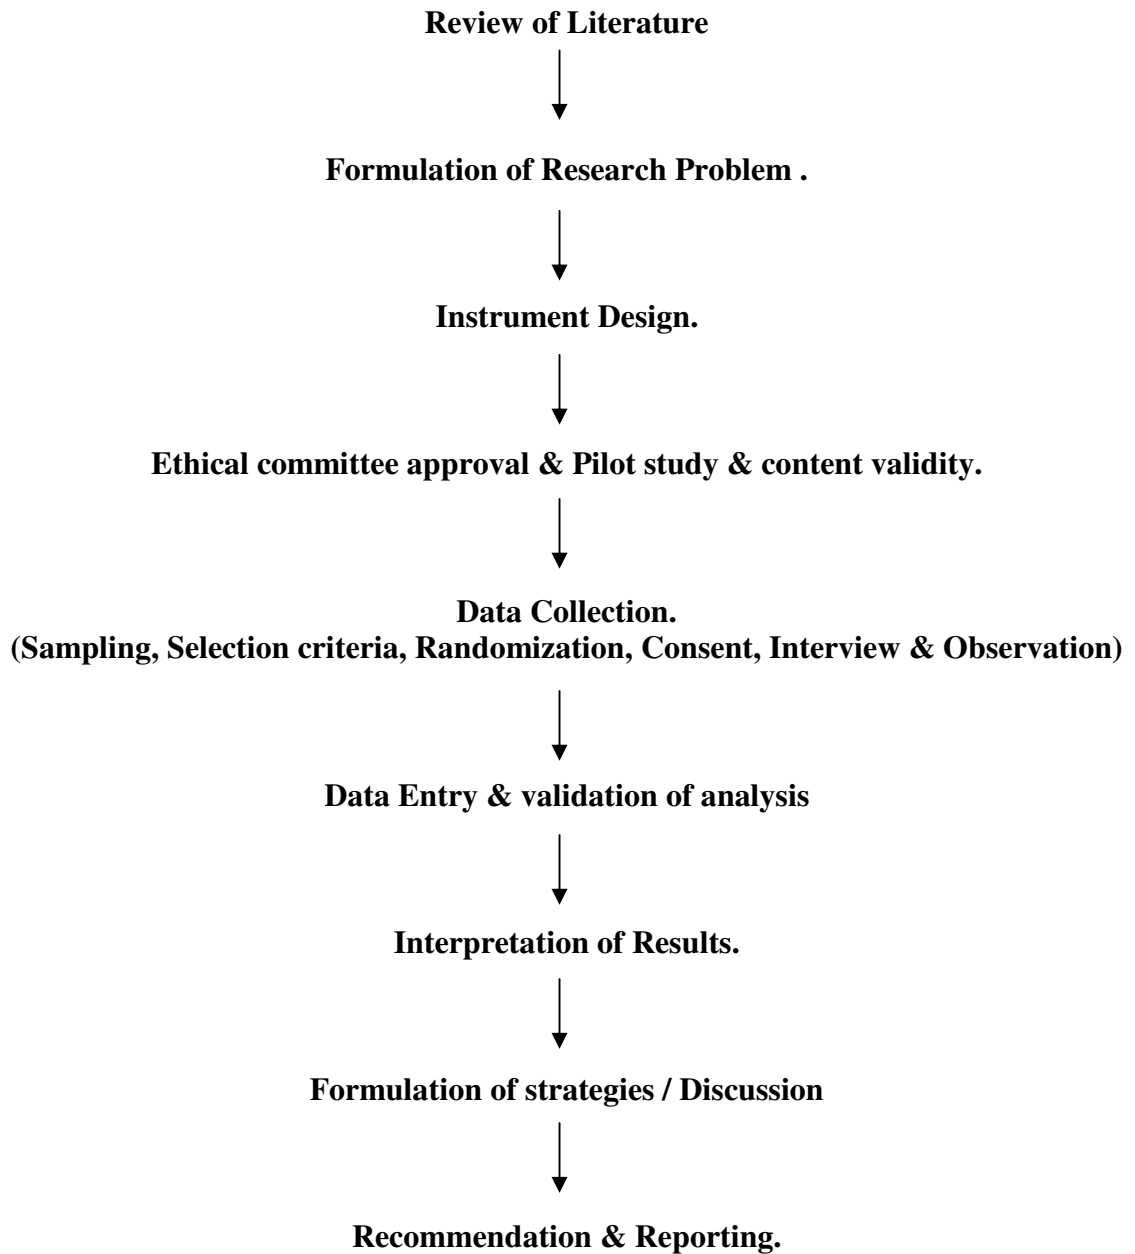 Review of Literature
Formulation of Research Problem .
Instrument Design.
Ethical committee approval & Pilot study & content validity.
Data Collection.
(Sampling, Selection criteria, Randomization, Consent, Interview & Observation)
Data Entry & validation of analysis
Interpretation of Results.
Formulation of strategies / Discussion
Recommendation & Reporting.